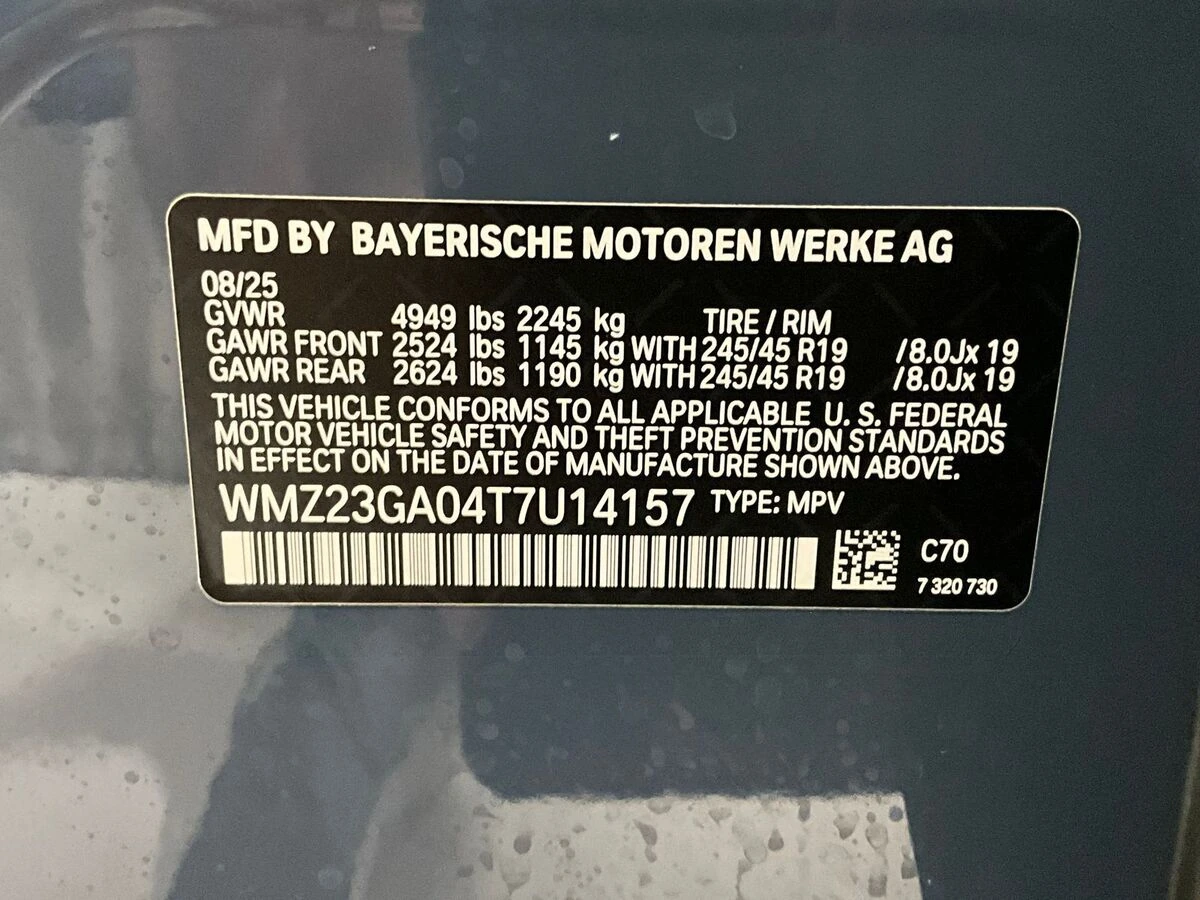 MFD BY BAYERISCHE MOTOREN WERKE AG
08/25
GVWR 4949 lbs 2245 kg TIRE / RIM
GAWR FRONT 2524 lbs 1145 kg WITH 245/45 R19 /8.0Jx 19
GAWR REAR 2624 lbs 1190 kg WITH 245/45 R19 /8.0Jx 19
THIS VEHICLE CONFORMS TO ALL APPLICABLE U. S. FEDERAL
MOTOR VEHICLE SAFETY AND THEFT PREVENTION STANDARDS
IN EFFECT ON THE DATE OF MANUFACTURE SHOWN ABOVE.
WMZ23GA04T7U14157 TYPE: MPV
C70
7 320 730